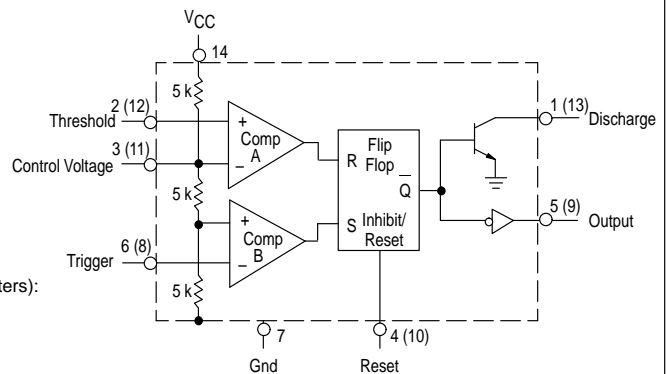 VCC
14
5 k
2 (12)
Threshold
+
Comp
A
–
3 (11)
Control Voltage
5 k
+
Comp
B
–
6 (8)
Trigger
5 k
ters):
R
Flip
Flop
Q
S
Inhibit/
Reset
1 (13)
Discharge
5 (9)
Output
7
Gnd
4 (10)
Reset